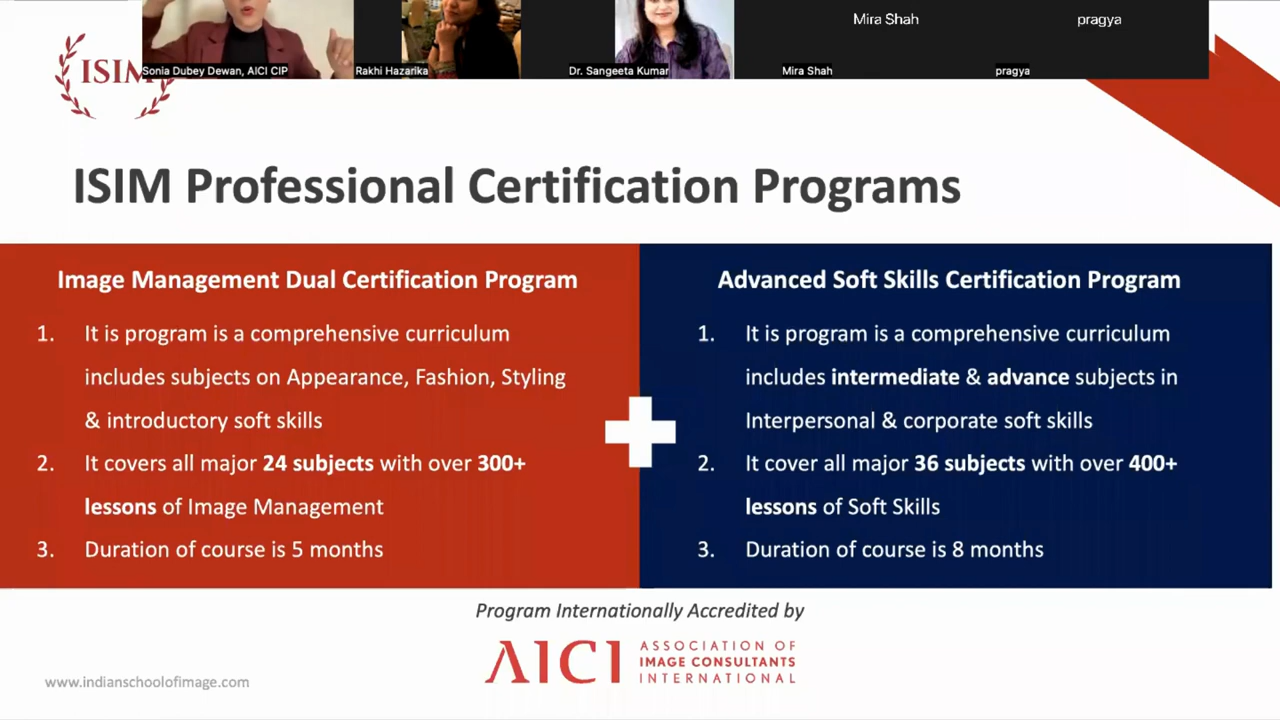 Mira Shah
pragya
Sonia Dubey Dewan, AICI CIP
Rakhi Hazarika
Dr. Sangeeta Kumar
Mira Shah
pragya
ISIM
ISIM Professional Certification Programs
Image Management Dual Certification Program
1. It is program is a comprehensive curriculum
includes subjects on Appearance, Fashion, Styling
& introductory soft skills
2. It covers all major 24 subjects with over 300+
lessons of Image Management
3. Duration of course is 5 months
Advanced Soft Skills Certification Program
1. It is program is a comprehensive curriculum
includes intermediate & advance subjects in
Interpersonal & corporate soft skills
2. It cover all major 36 subjects with over 400+
lessons of Soft Skills
3. Duration of course is 8 months
Program Internationally Accredited by
AICI
ASSOCIATION OF
IMAGE CONSULTANTS
INTERNATIONAL
www.indianschoolofimage.com